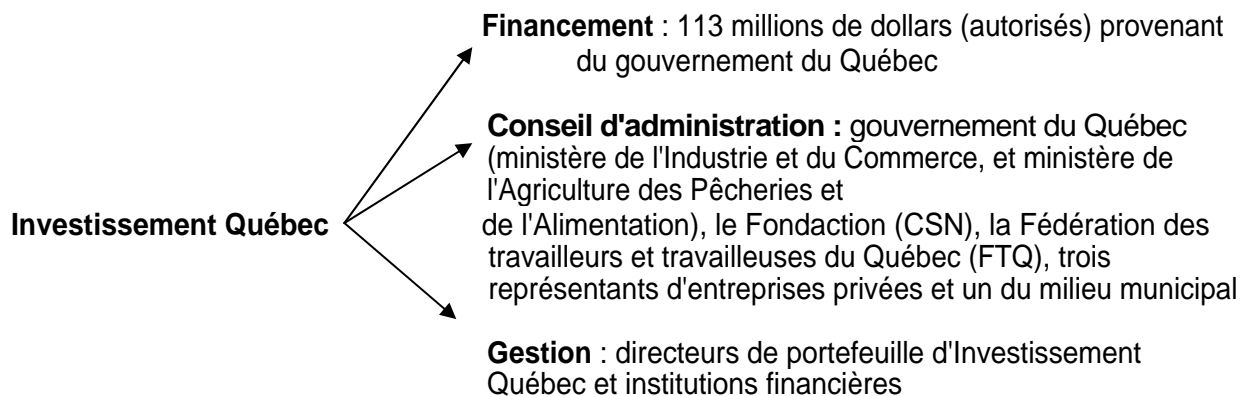 Financement : 113 millions de dollars (autorisés) provenant
du gouvernement du Québec
Conseil d'administration : gouvernement du Québec
(ministère de l'Industrie et du Commerce, et ministère de
l'Agriculture des Pêcheries et
Investissement Québec
de l'Alimentation), le Fondaction (CSN), la Fédération des
travailleurs et travailleuses du Québec (FTQ), trois
représentants d'entreprises privées et un du milieu municipal
Gestion : directeurs de portefeuille d'Investissement
Québec et institutions financières